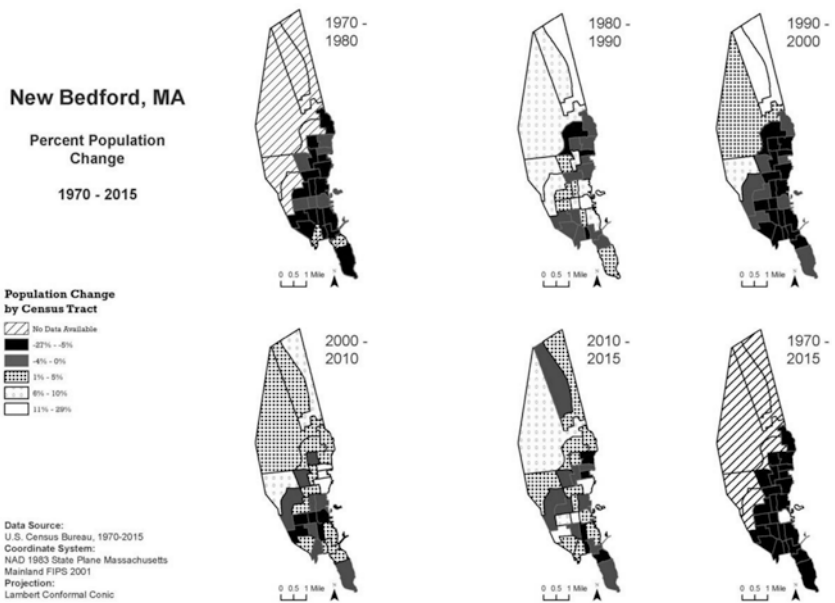 New Bedford, MA
Percent Population
Change
1970 - 2015
1970 -
1980
1980 -
1990
1990 -
2000
0 0.5 1 Mile
0 0.5 1 Mile
0 0.5 1 Mile
Population Change
by Census Tract
No Data Available
-27% - -5%
-4% - 0%
1% - 5%
6% - 10%
11% - 29%
2000 -
2010
2010 -
2015
1970 -
2015
0 0.5 1 Mile
0 0.5 1 Mile
0 0.5 1 Mile
Data Source:
U.S. Census Bureau, 1970-2015
Coordinate System:
NAD 1983 State Plane Massachusetts
Mainland FIPS 2001
Projection:
Lambert Conformal Conic